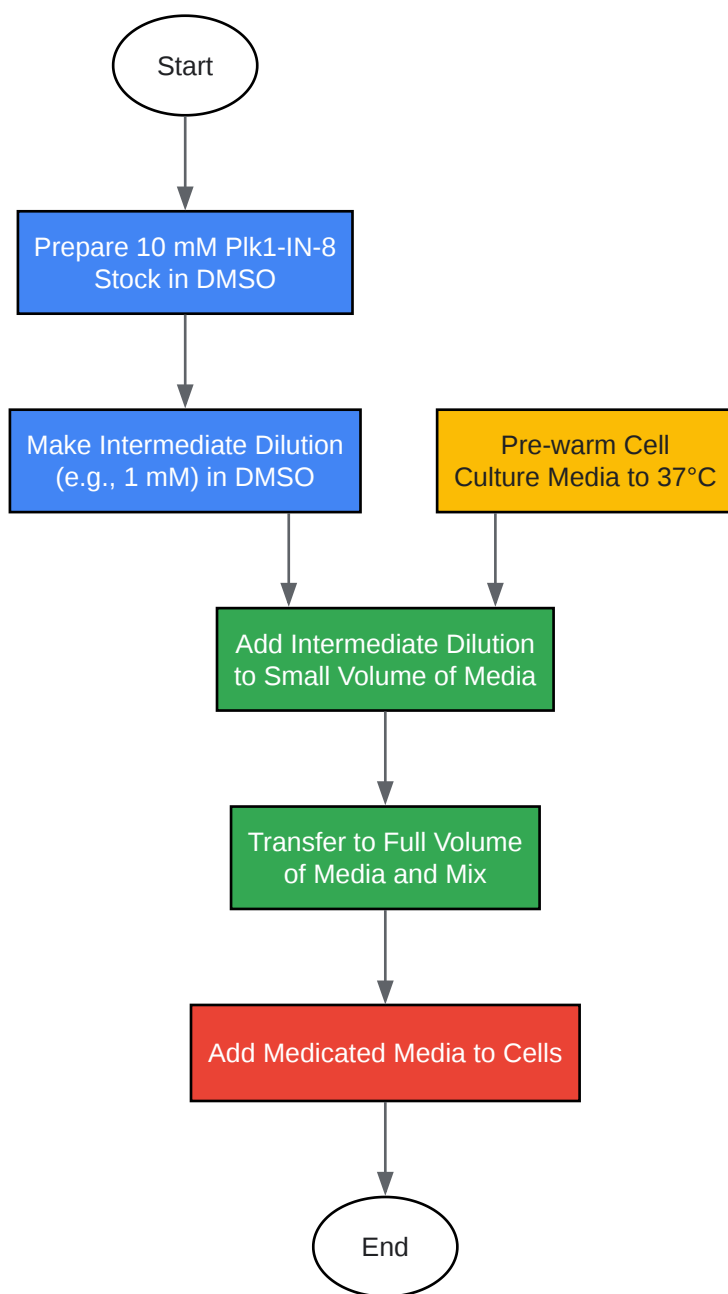 Start
Prepare 10 mM Plk1-IN-8
Stock in DMSO
Make Intermediate Dilution
(e.g., 1 mM) in DMSO
Pre-warm Cell
Culture Media to 37°C
Add Intermediate Dilution
to Small Volume of Media
Transfer to Full Volume
of Media and Mix
Add Medicated Media to Cells
End